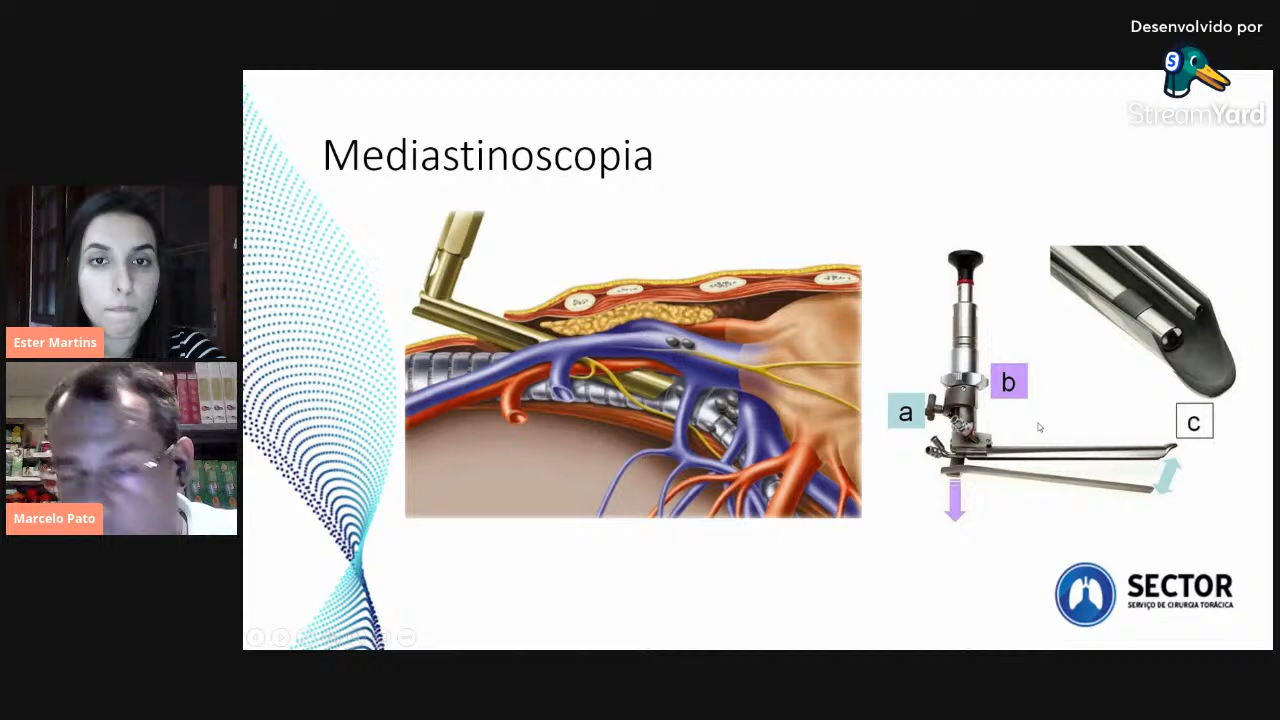 Desenvolvido por
StreamYard
Mediastinoscopia
Ester Martins
Marcelo Pato
a
b
c
SECTOR
SERVIÇO DE CIRURGIA TORÁCICA